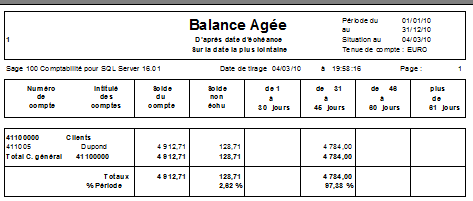 Balance Agée
Période du 01/01/10
au 31/12/10
D'après date d'échéance
1 Sur la date la plus lointaine
Situation au 04/03/10
Tenue de compte : EURO
Sage 100 Comptabilité pour SQL Server 16.01 Date de tirage 04/03/10 à 19:58:16 Page : 1
Numéro de compte
Intitulé des comptes
Solde du compte
Solde non échu
de 1 à 30 jours
de 31 à 45 jours
de 46 à 60 jours
plus de 61 jours
41100000 Clients
411005 Dupond 4 912,71 128,71 4 784,00
Total C. général 41100000 4 912,71 128,71 4 784,00
Totaux 4 912,71 128,71 4 784,00
% Période 2,62 % 97,38 %